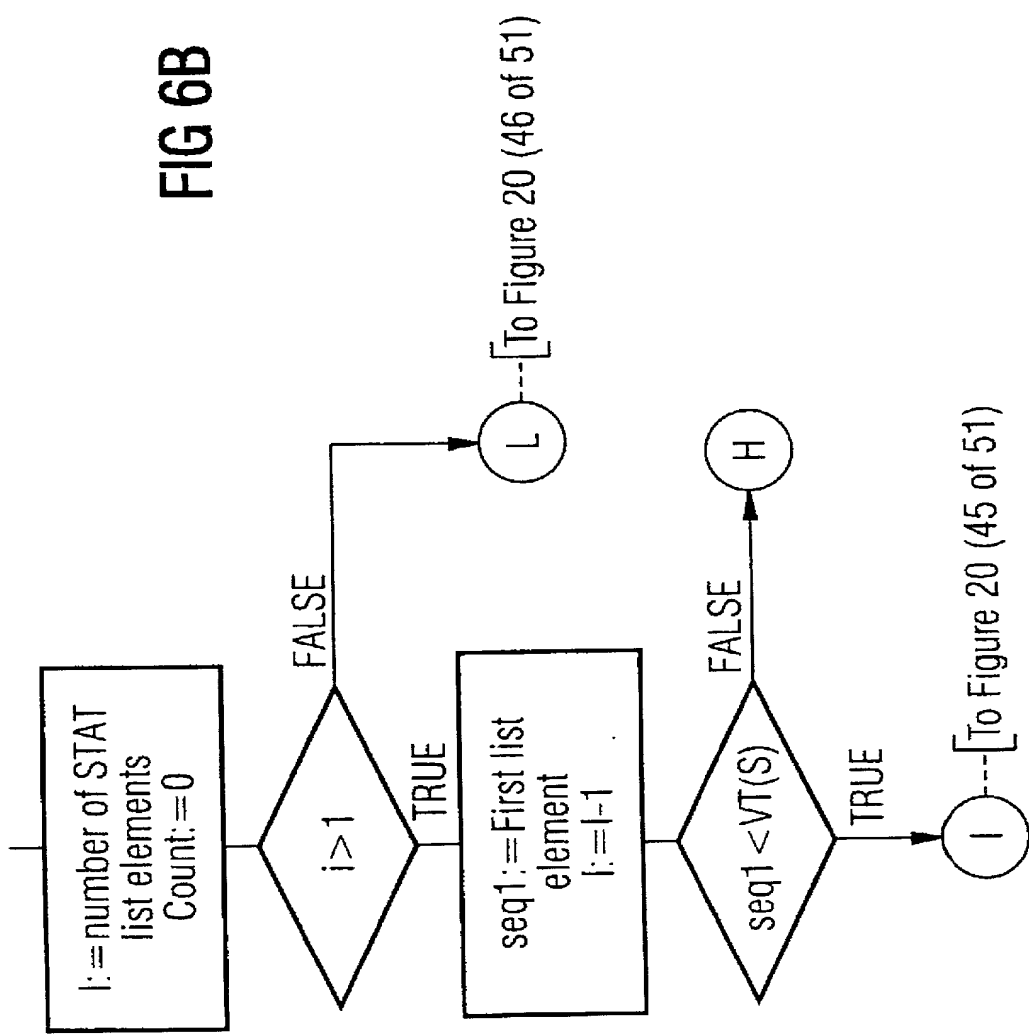 FIG 6B
I:=number of STAT
list elements
Count:=0
i>1
FALSE
L
[To Figure 20 (46 of 51)
TRUE
seq1:=First list
element
I:=I-1
seq1 <VT(S)
FALSE
H
TRUE
I
[To Figure 20 (45 of 51)